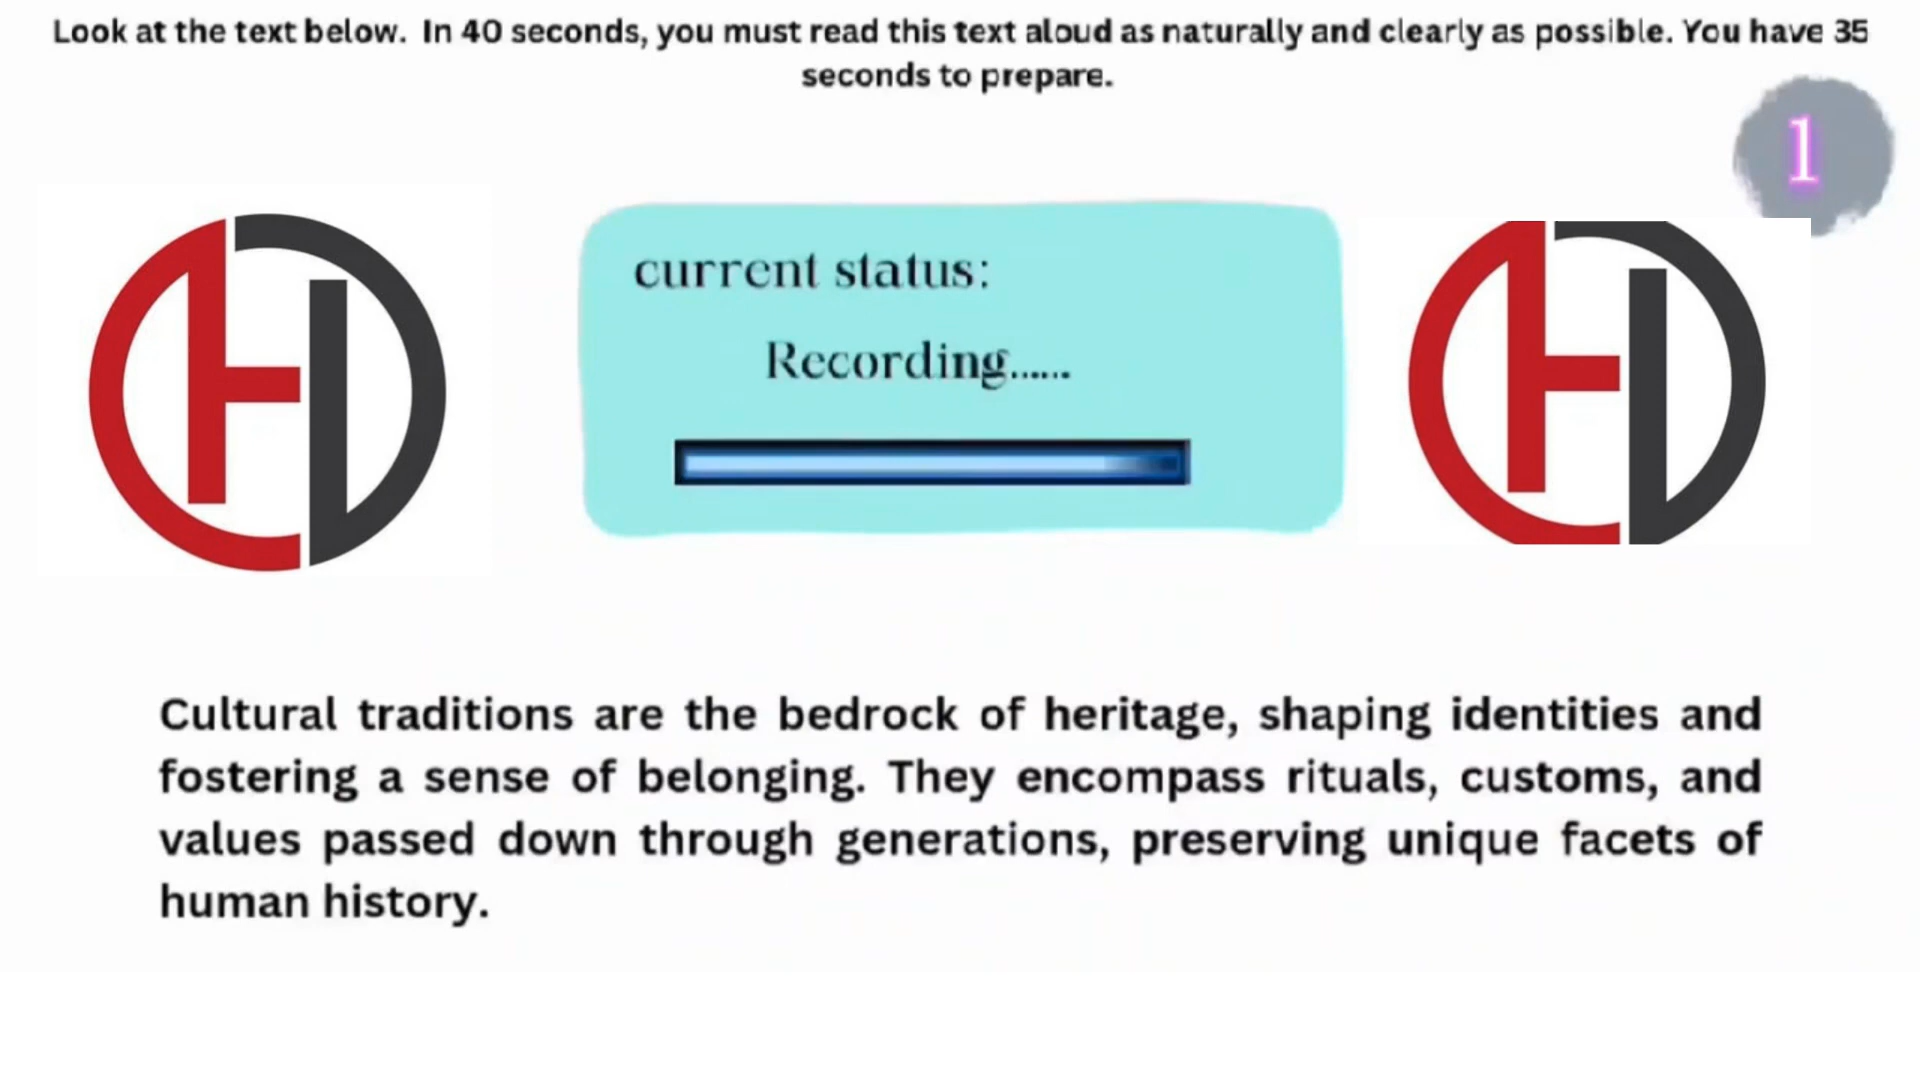 Look at the text below. In 40 seconds, you must read this text aloud as naturally and clearly as possible. You have 35
seconds to prepare.
1
current status:
Recording......
Cultural traditions are the bedrock of heritage, shaping identities and
fostering a sense of belonging. They encompass rituals, customs, and
values passed down through generations, preserving unique facets of
human history.